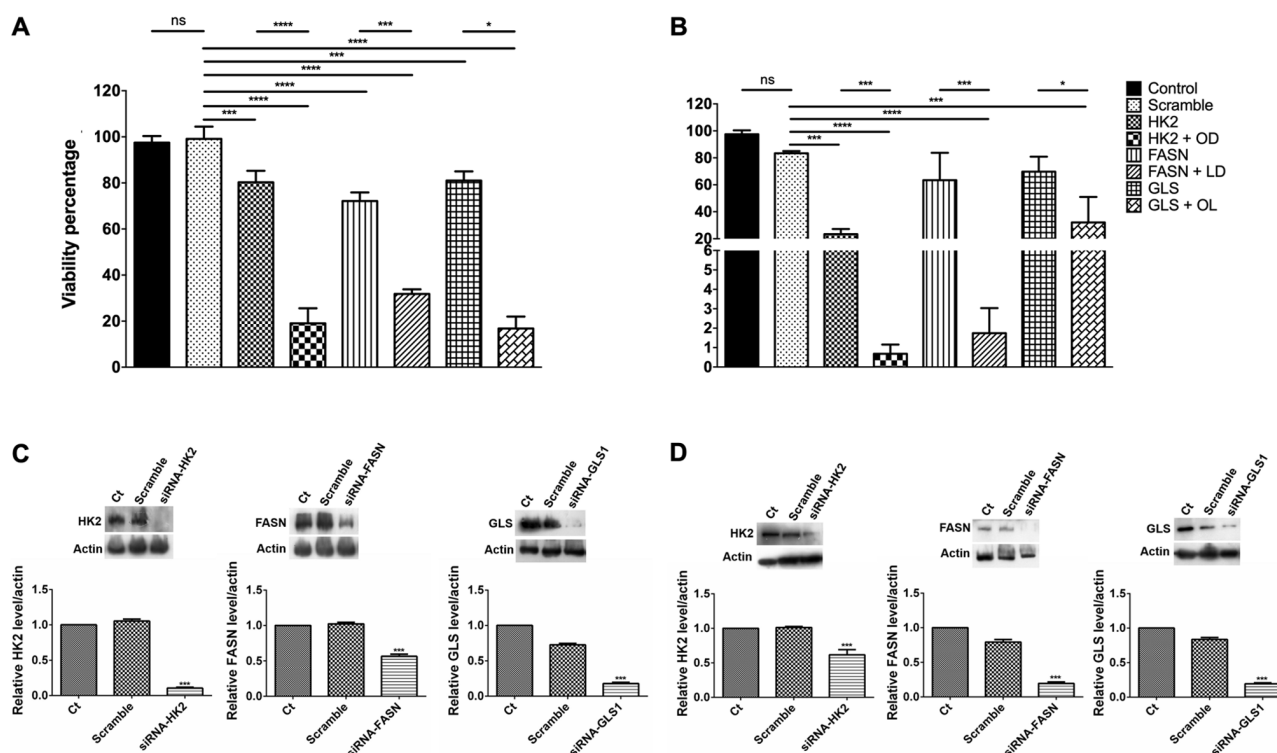 A
ns
****
***
*
****
***
****
****
****
***
Viability percentage
120
100
80
60
40
20
0
B
ns
***
***
*
***
****
****
***
100
80
60
40
20
6
5
4
3
2
1
0
Control
Scramble
HK2
HK2 + OD
FASN
FASN + LD
GLS
GLS + OL
C
Ct
Scramble
siRNA-HK2
HK2
Actin
Relative HK2 level/actin
1.5
1.0
0.5
0.0
***
Ct
Scramble
siRNA-HK2
Ct
Scramble
siRNA-FASN
FASN
Actin
Relative FASN level/actin
1.5
1.0
0.5
0.0
***
Ct
Scramble
siRNA-FASN
Ct
Scramble
siRNA-GLS1
GLS
Actin
Relative GLS level/actin
1.5
1.0
0.5
0.0
***
Ct
Scramble
siRNA-GLS1
D
Ct
Scramble
siRNA-HK2
HK2
Actin
Relative HK2 level/actin
1.5
1.0
0.5
0.0
***
Ct
Scramble
siRNA-HK2
Ct
Scramble
siRNA-FASN
FASN
Actin
Relative FASN level/actin
1.5
1.0
0.5
0.0
***
Ct
Scramble
siRNA-FASN
Ct
Scramble
siRNA-GLS1
GLS
Actin
Relative GLS level/actin
1.5
1.0
0.5
0.0
***
Ct
Scramble
siRNA-GLS1